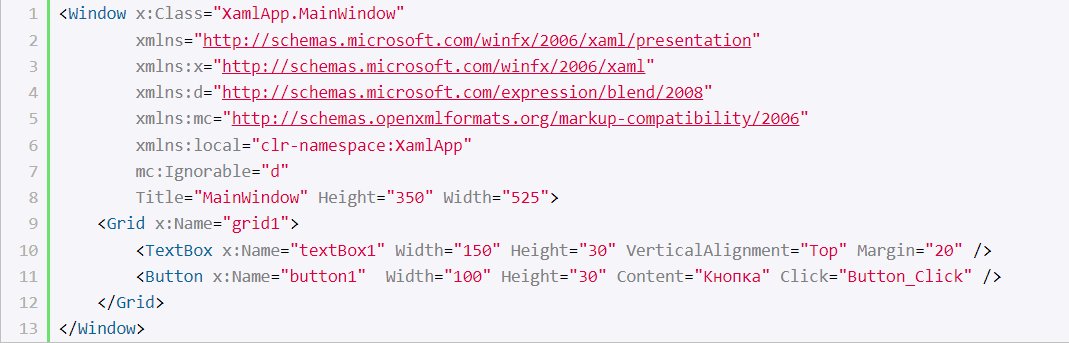 1 <Window x:Class="XamlApp.MainWindow"
2         xmlns="http://schemas.microsoft.com/winfx/2006/xaml/presentation"
3         xmlns:x="http://schemas.microsoft.com/winfx/2006/xaml"
4         xmlns:d="http://schemas.microsoft.com/expression/blend/2008"
5         xmlns:mc="http://schemas.openxmlformats.org/markup-compatibility/2006"
6         xmlns:local="clr-namespace:XamlApp"
7         mc:Ignorable="d"
8         Title="MainWindow" Height="350" Width="525">
9     <Grid x:Name="grid1">
10         <TextBox x:Name="textBox1" Width="150" Height="30" VerticalAlignment="Top" Margin="20" />
11         <Button x:Name="button1"  Width="100" Height="30" Content="Кнопка" Click="Button_Click" />
12     </Grid>
13 </Window>